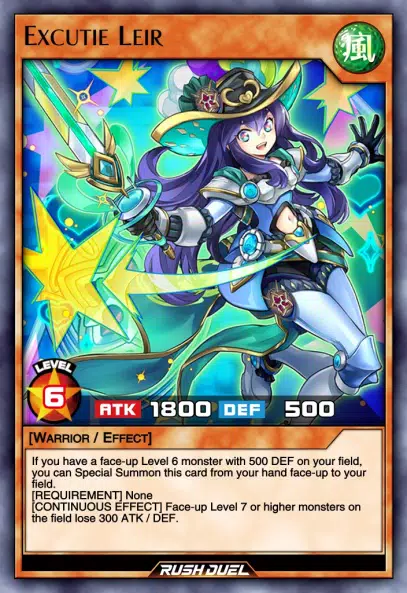 EXCUTIE LEIR
風
LEVEL
6
ATK 1800 DEF 500
[WARRIOR / EFFECT]
If you have a face-up Level 6 monster with 500 DEF on your field,
you can Special Summon this card from your hand face-up to your
field.
[REQUIREMENT] None
[CONTINUOUS EFFECT] Face-up Level 7 or higher monsters on
the field lose 300 ATK / DEF.
RUSH DUEL